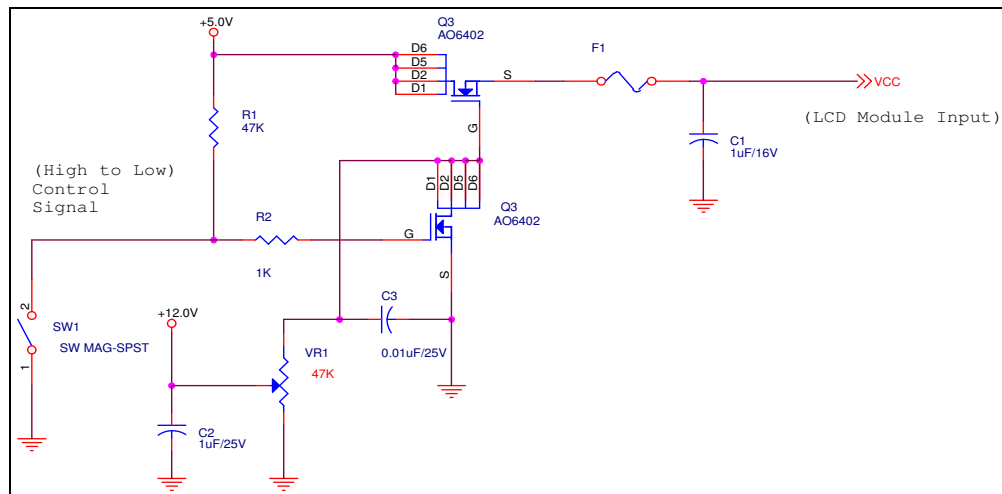 +5.0V
Q3
AO6402
D6
D5
D2
D1
S
G
F1
VCC
(LCD Module Input)
C1
1uF/16V
R1
47K
(High to Low)
Control
Signal
R2
1K
D1
D2
D5
D6
Q3
AO6402
G
S
2
SW1
SW MAG-SPST
1
+12.0V
C3
0.01uF/25V
VR1
47K
C2
1uF/25V